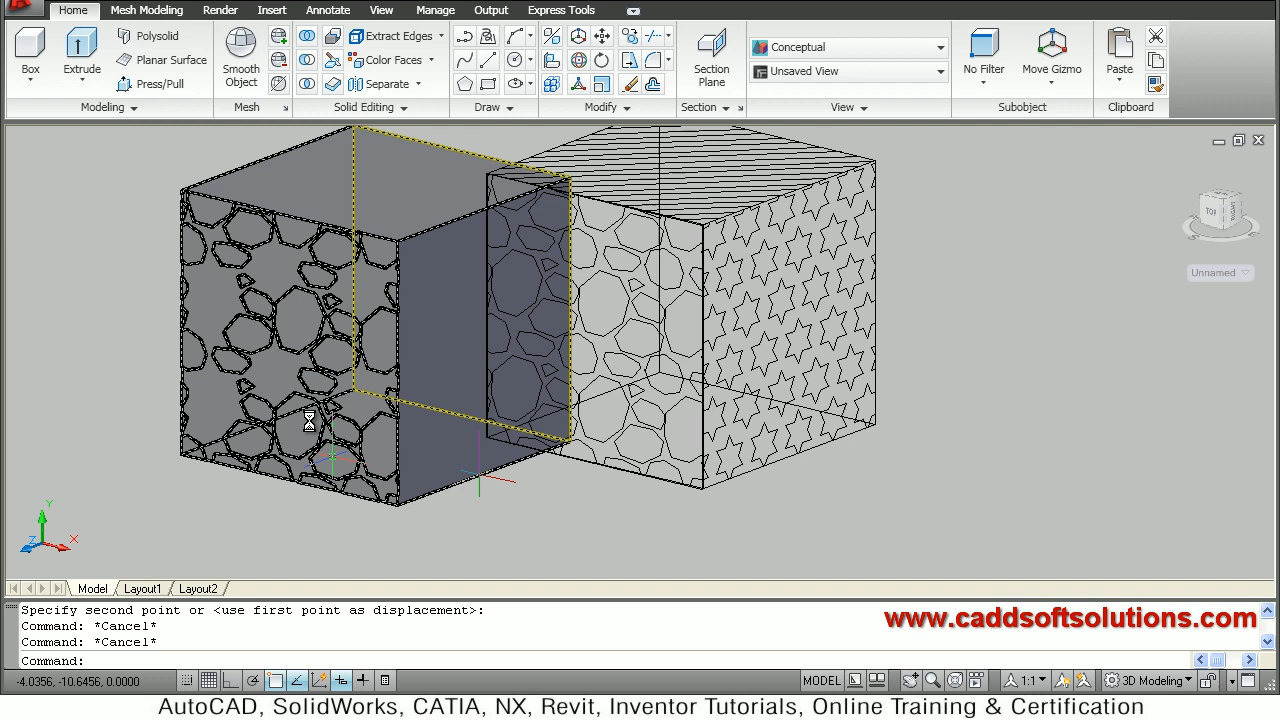 Home Mesh Modeling Render Insert Annotate View Manage Output Express Tools
Polysolid Extract Edges Conceptual
Planar Surface Color Faces Unsaved View
Box Extrude Press/Pull Smooth Object Separate Section Plane No Filter Move Gizmo Paste
Modeling Mesh Solid Editing Draw Modify Section View Subobject Clipboard
TOP RIGHT
Unnamed
Y
Z X
Model Layout1 Layout2
Specify second point or <use first point as displacement>:
Command: *Cancel*
Command: *Cancel*
Command:
www.caddsoftsolutions.com
-4.0356, -10.6456, 0.0000 MODEL 1:1 3D Modeling
AutoCAD, SolidWorks, CATIA, NX, Revit, Inventor Tutorials, Online Training & Certification